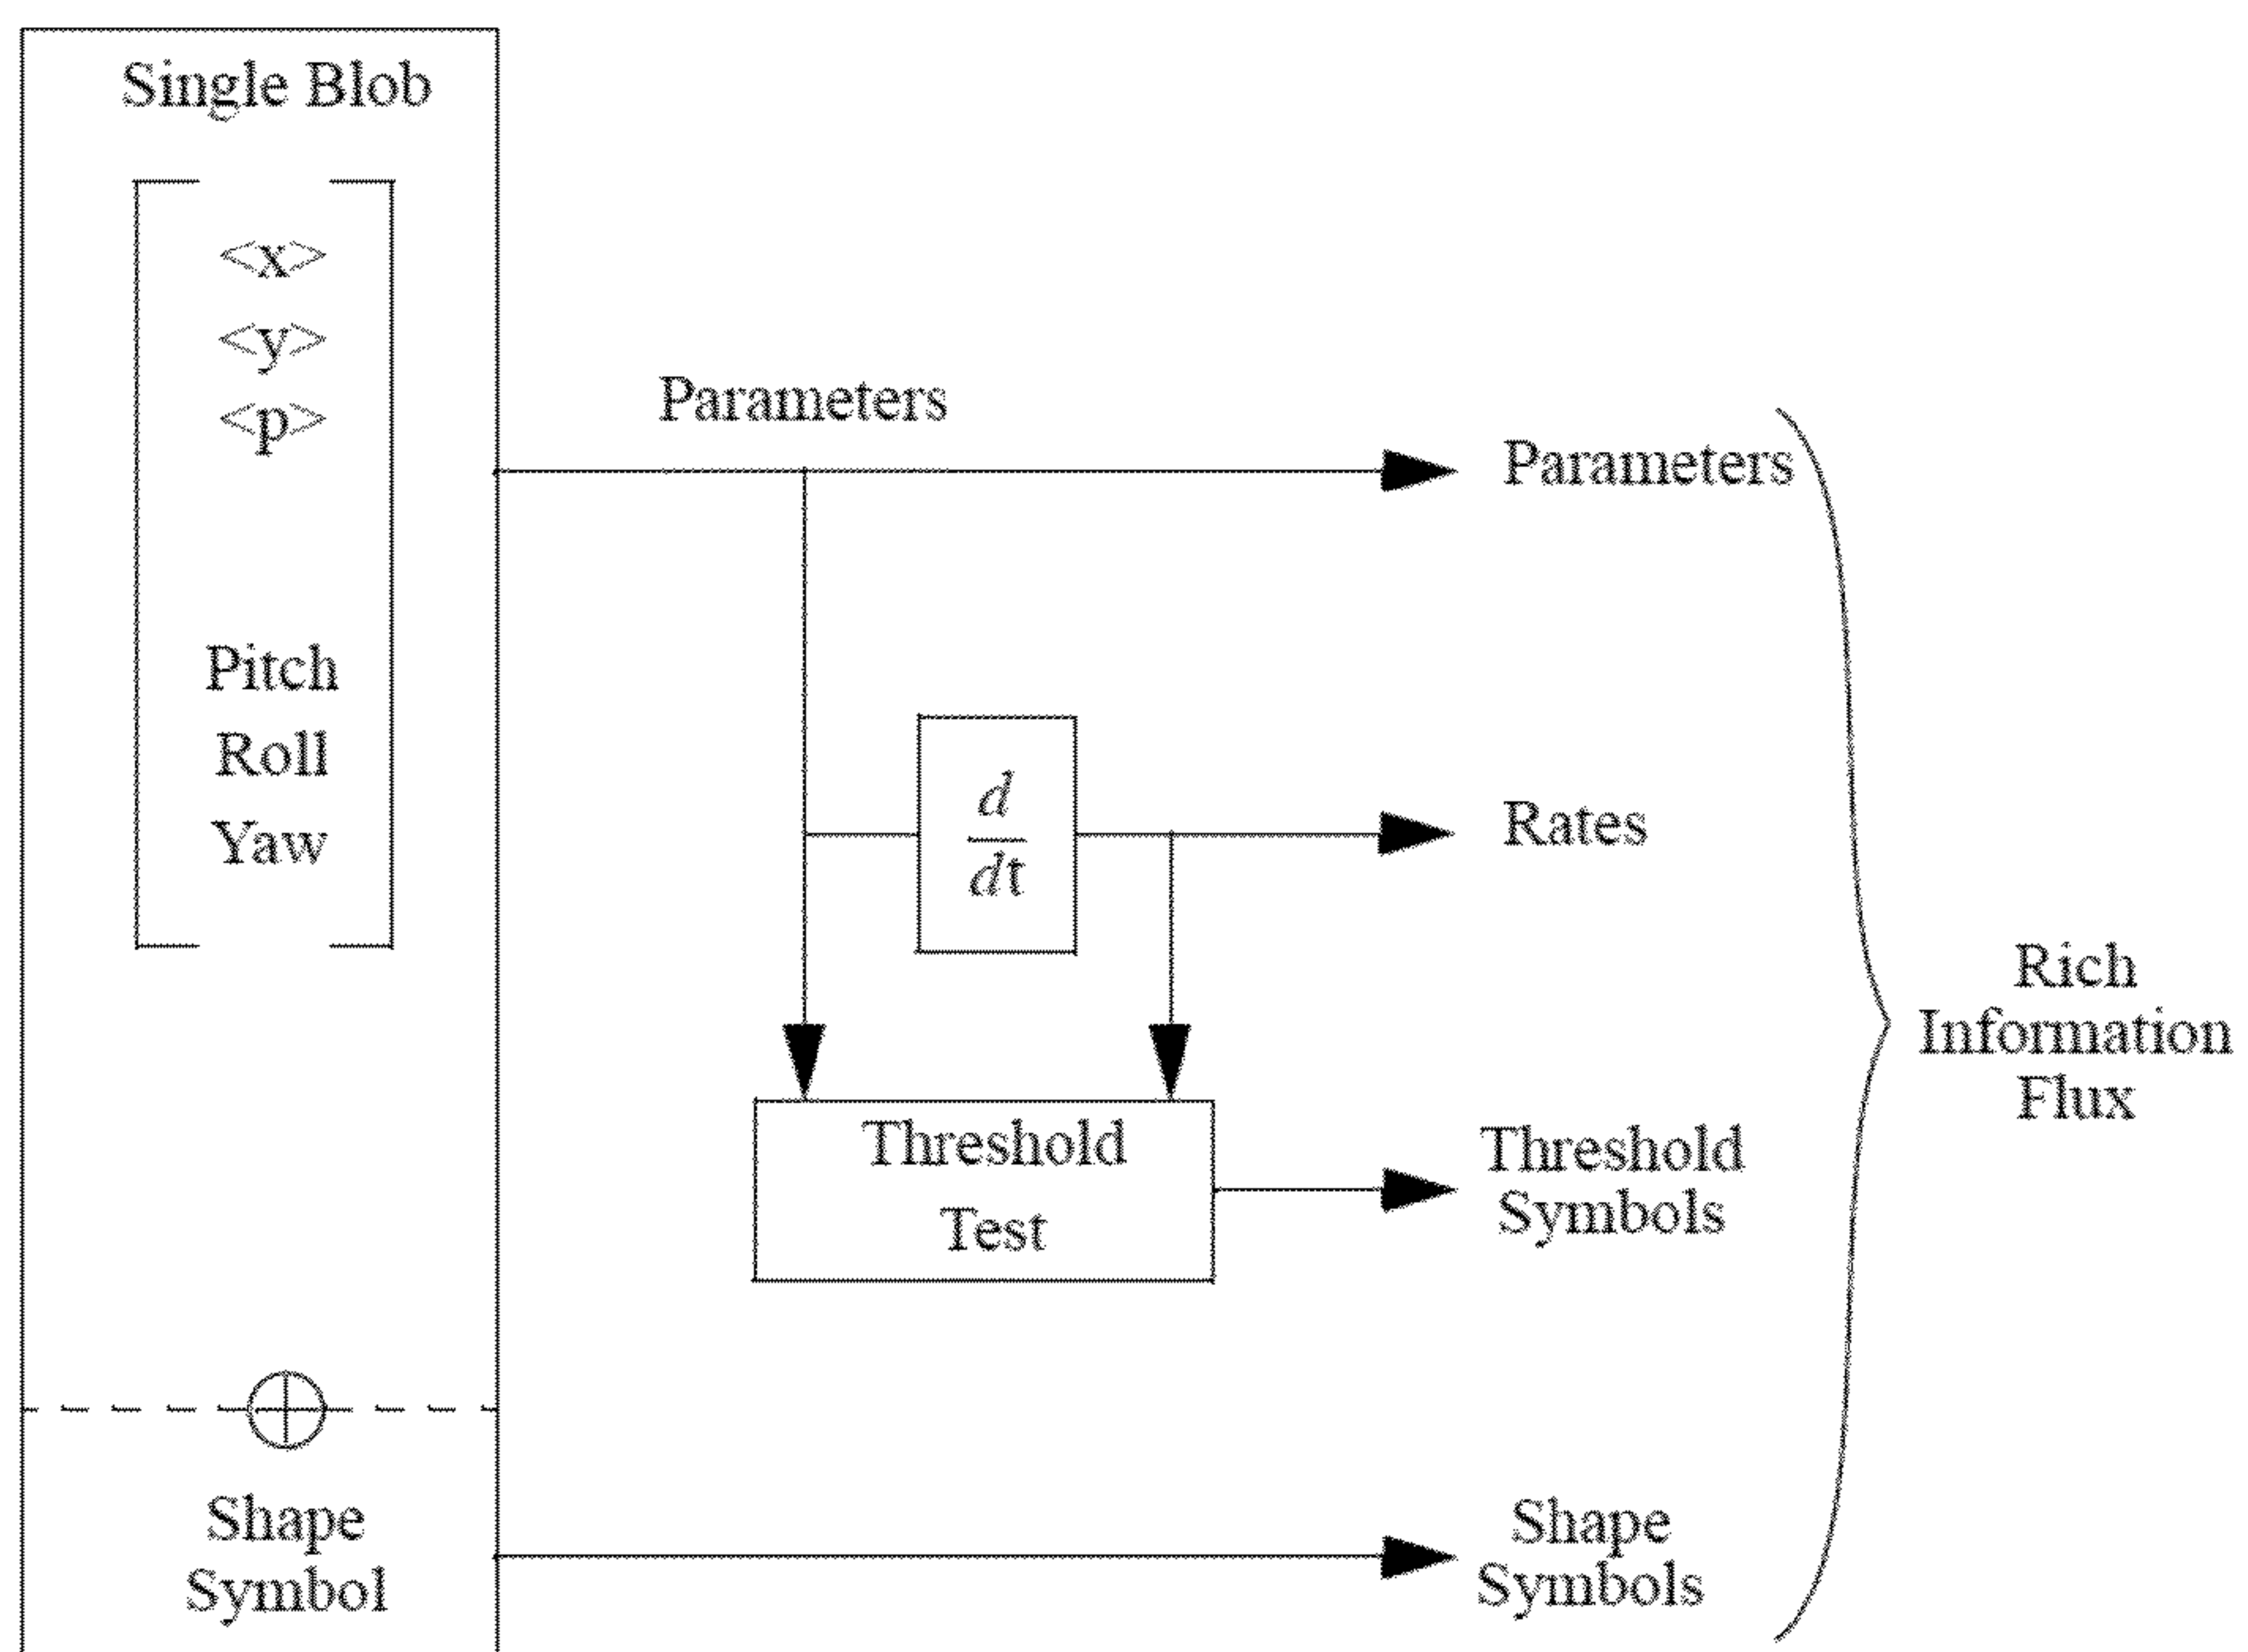 Single Blob
<x>
<y>
<p>
Pitch
Roll
Yaw
Shape
Symbol
Parameters
Parameters
d
dt
Rates
Threshold
Test
Threshold
Symbols
Shape
Symbols
Rich
Information
Flux